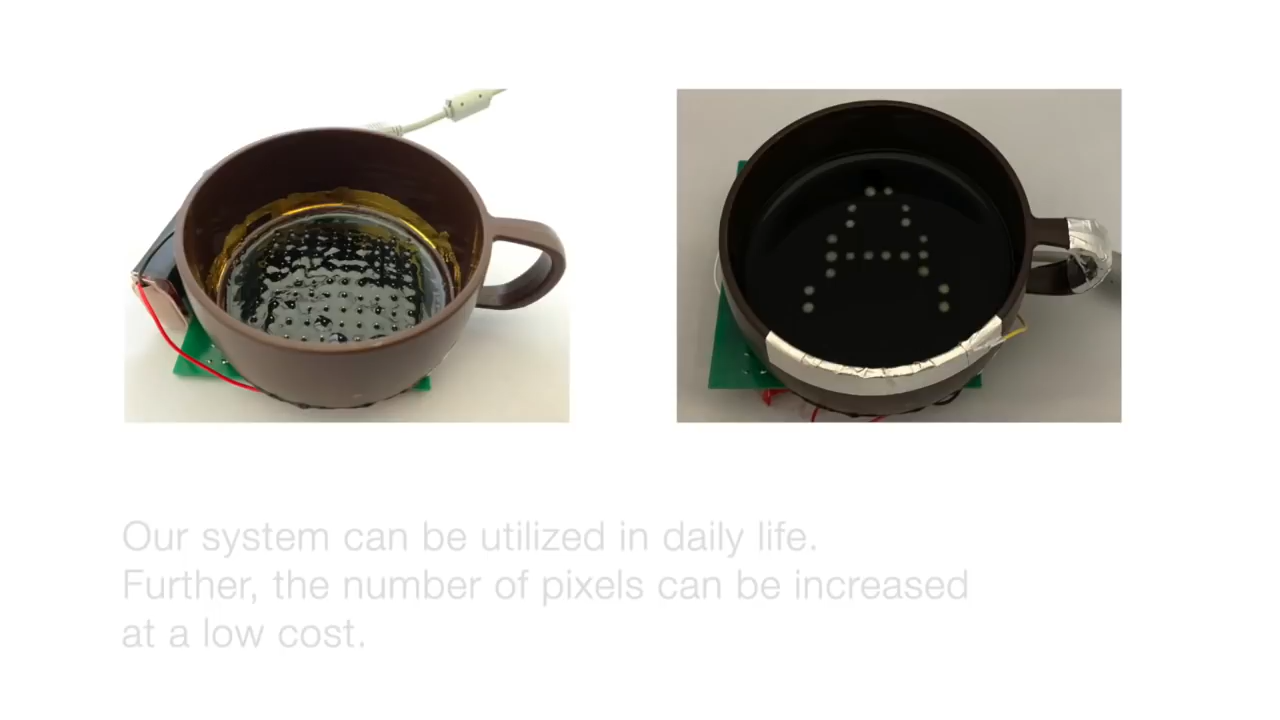 A
Our system can be utilized in daily life.
Further, the number of pixels can be increased
at a low cost.